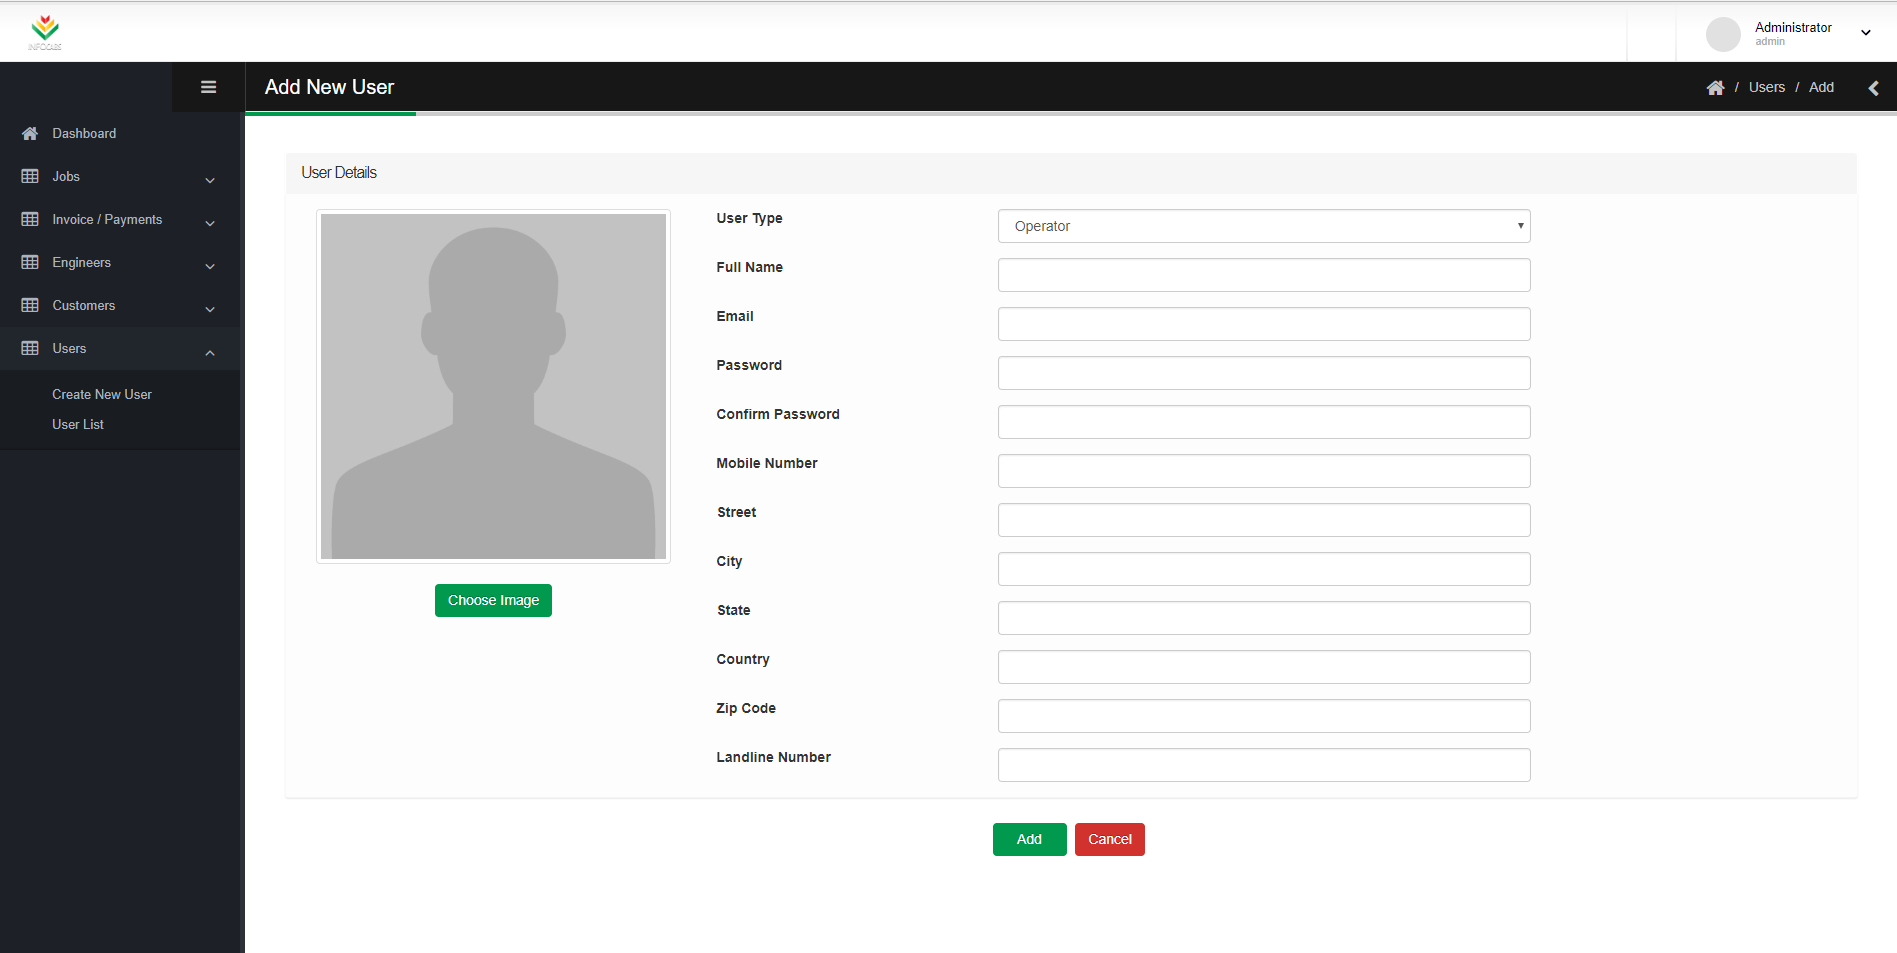 INFOGLES
Administrator
admin
Add New User
/ Users / Add
Dashboard
Jobs
Invoice / Payments
Engineers
Customers
Users
Create New User
User List
User Details
Choose Image
User Type
Operator
Full Name
Email
Password
Confirm Password
Mobile Number
Street
City
State
Country
Zip Code
Landline Number
Add
Cancel